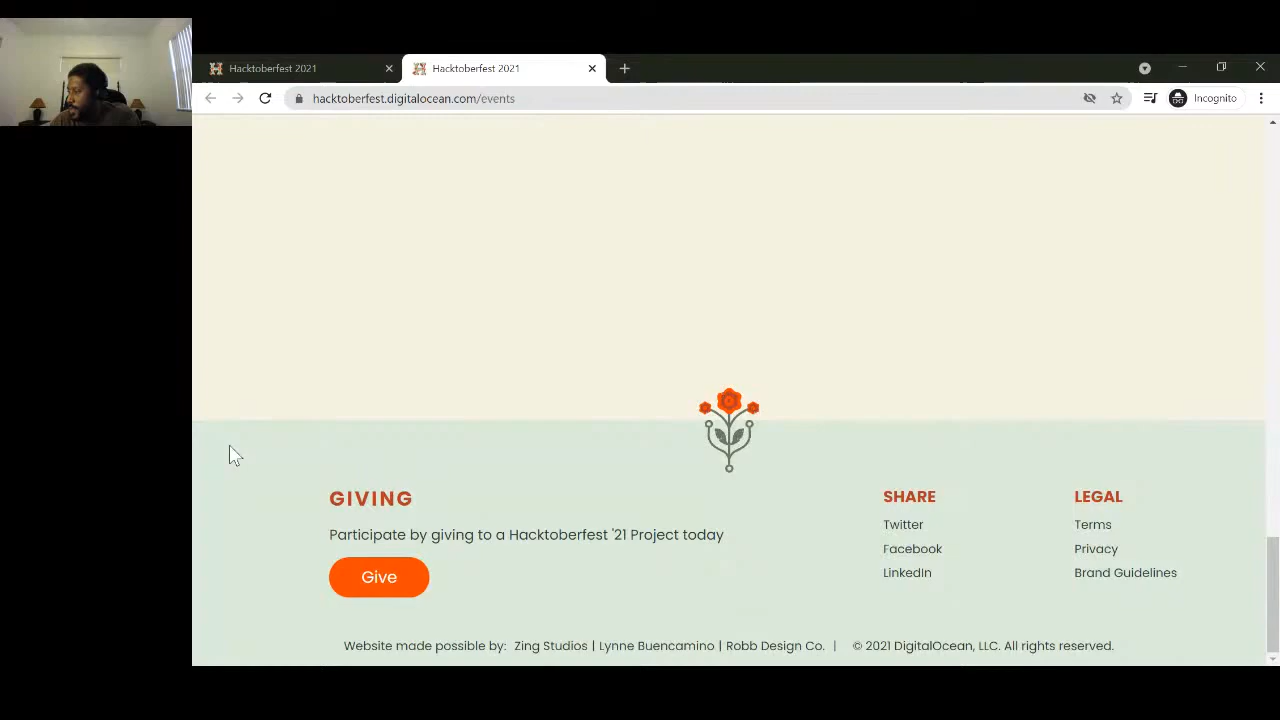 Hacktoberfest 2021
Hacktoberfest 2021
hacktoberfest.digitalocean.com/events
Incognito
GIVING
Participate by giving to a Hacktoberfest '21 Project today
Give
SHARE
Twitter
Facebook
LinkedIn
LEGAL
Terms
Privacy
Brand Guidelines
Website made possible by: Zing Studios | Lynne Buencamino | Robb Design Co. | © 2021 DigitalOcean, LLC. All rights reserved.